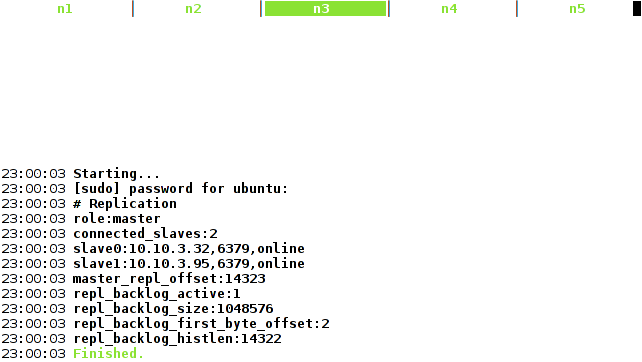 n1 | n2 | n3 | n4 | n5
23:00:03 Starting...
23:00:03 [sudo] password for ubuntu:
23:00:03 # Replication
23:00:03 role:master
23:00:03 connected_slaves:2
23:00:03 slave0:10.10.3.32,6379,online
23:00:03 slave1:10.10.3.95,6379,online
23:00:03 master_repl_offset:14323
23:00:03 repl_backlog_active:1
23:00:03 repl_backlog_size:1048576
23:00:03 repl_backlog_first_byte_offset:2
23:00:03 repl_backlog_histlen:14322
23:00:03 Finished.